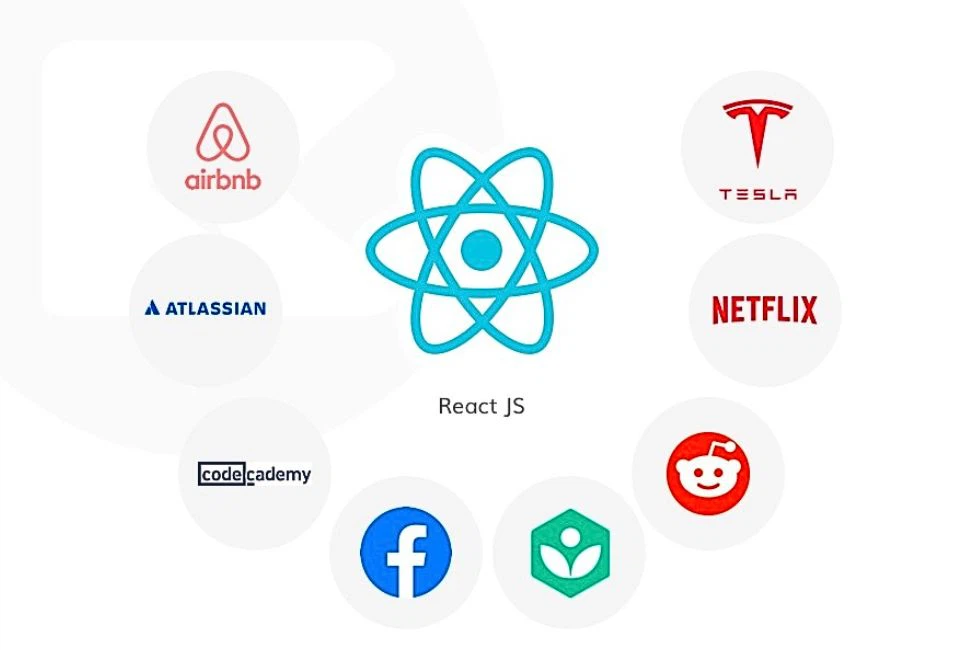 airbnb
TESLA
ATLASSIAN
NETFLIX
React JS
codecademy
f